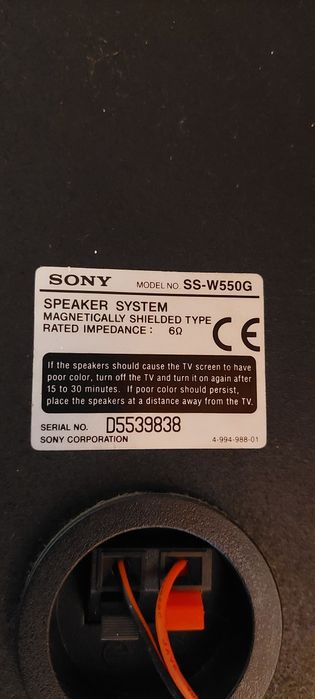 SONY MODEL NO. SS-W550G
SPEAKER SYSTEM
MAGNETICALLY SHIELDED TYPE
RATED IMPEDANCE : 6Ω
CE
If the speakers should cause the TV screen to have
poor color, turn off the TV and turn it on again after
15 to 30 minutes. If poor color should persist,
place the speakers at a distance away from the TV.
SERIAL NO. D5539838
SONY CORPORATION 4-994-988-01